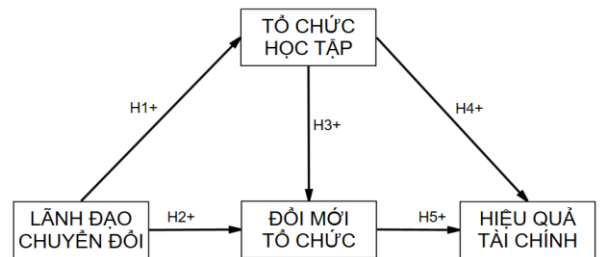 TỔ CHỨC
HỌC TẬP
H1+
H3+
H4+
LÃNH ĐẠO
CHUYỂN ĐỔI
H2+
ĐỔI MỚI
TỔ CHỨC
H5+
HIỆU QUẢ
TÀI CHÍNH